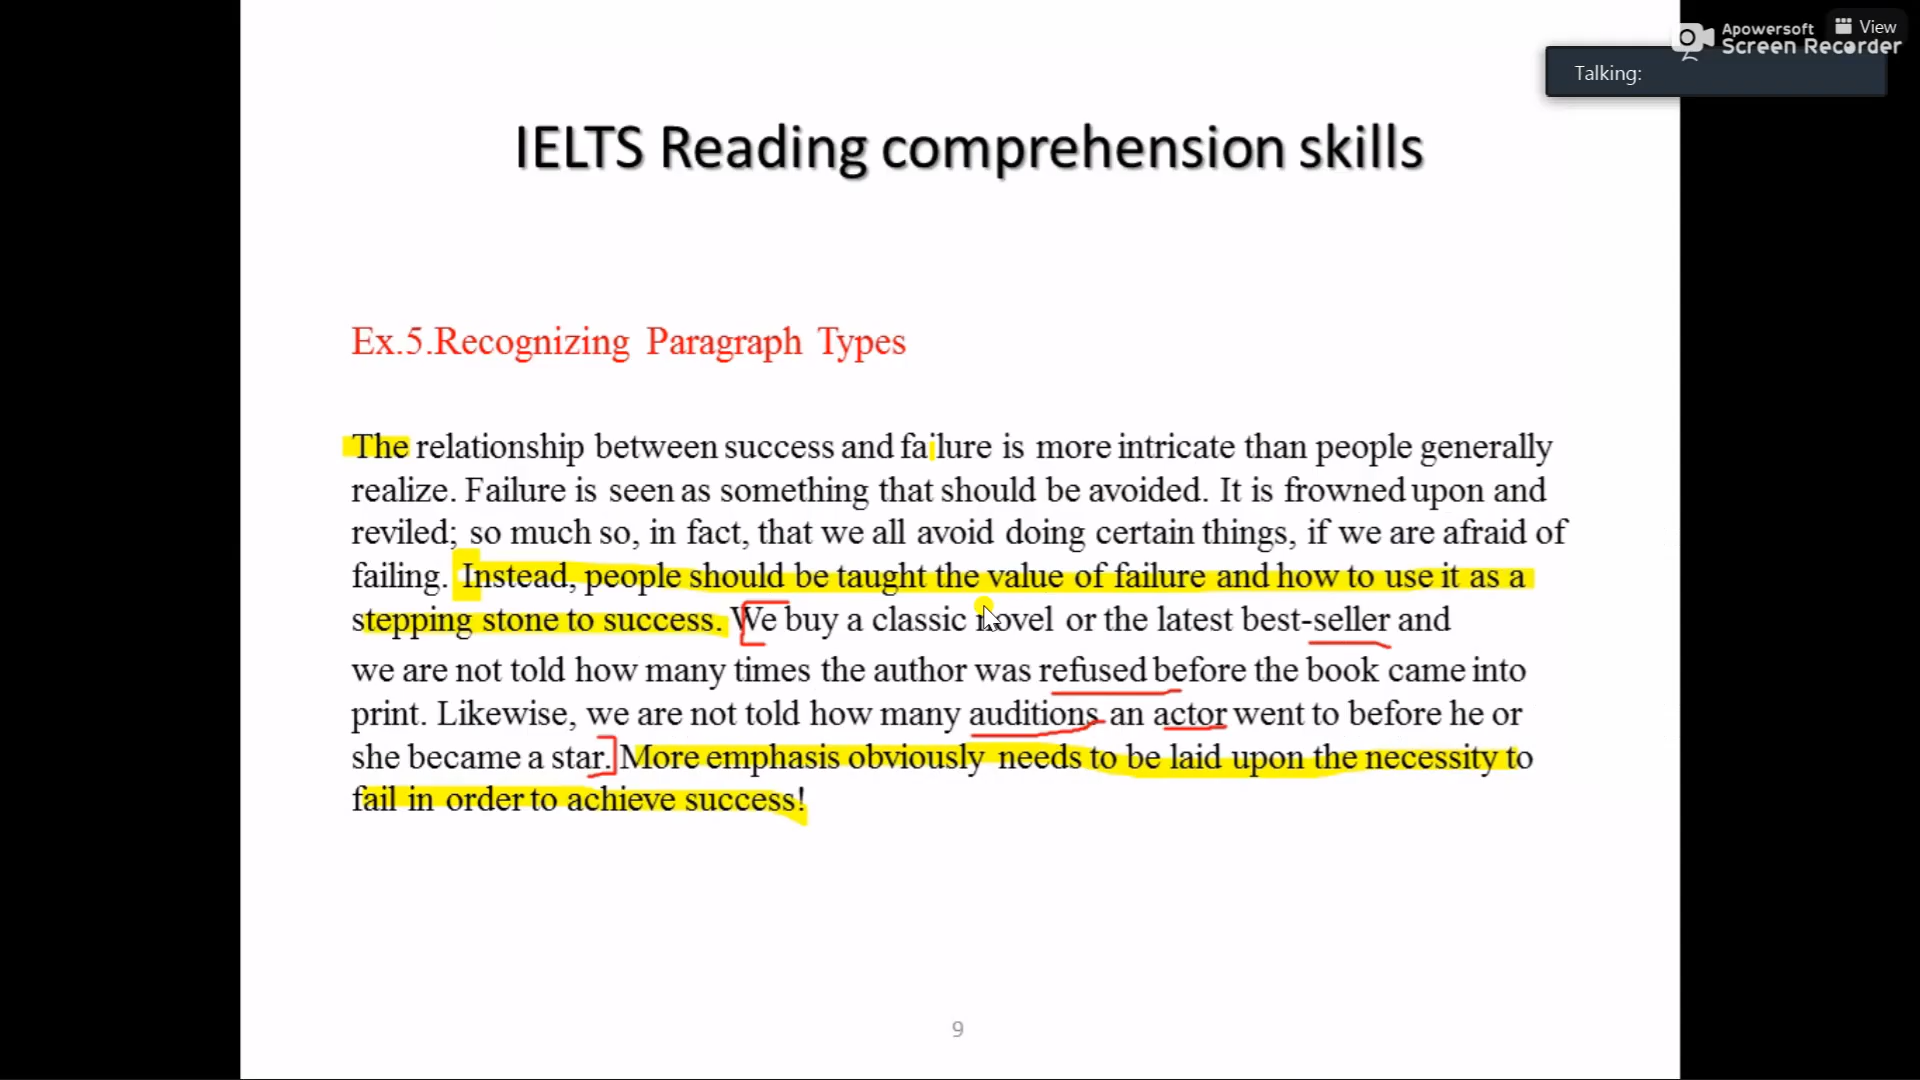 Apowersoft
Screen Recorder
View
Talking:
IELTS Reading comprehension skills
Ex.5.Recognizing Paragraph Types
The relationship between success and failure is more intricate than people generally
realize. Failure is seen as something that should be avoided. It is frowned upon and
reviled; so much so, in fact, that we all avoid doing certain things, if we are afraid of
failing. Instead, people should be taught the value of failure and how to use it as a
stepping stone to success. We buy a classic novel or the latest best-seller and
we are not told how many times the author was refused before the book came into
print. Likewise, we are not told how many auditions an actor went to before he or
she became a star. More emphasis obviously needs to be laid upon the necessity to
fail in order to achieve success!
9